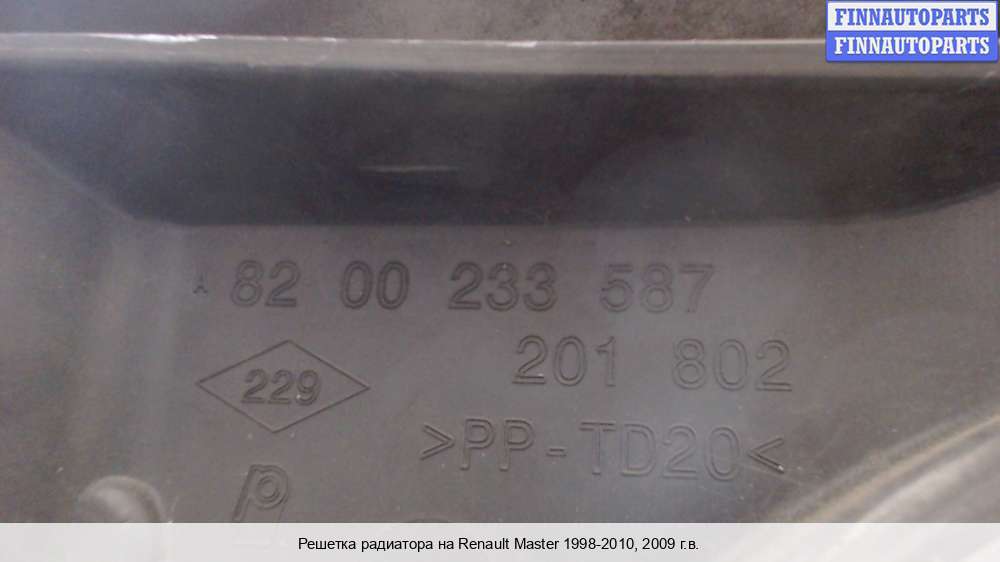 FINNAUTOPARTS
FINNAUTOPARTS
A 82 00 233 587
229
201 802
>PP-TD20<
Решетка радиатора на Renault Master 1998-2010, 2009 г.в.